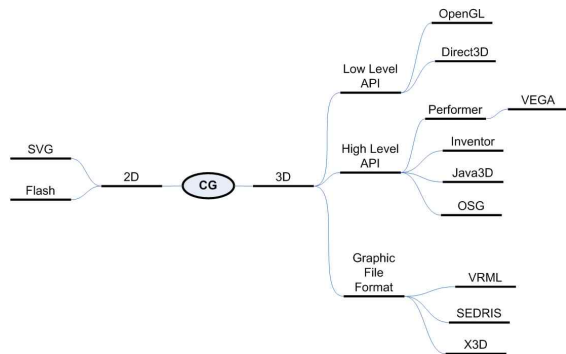 OpenGL
Direct3D
Low Level
API
Performer
VEGA
SVG
High Level
API
Inventor
Flash
2D
CG
3D
Java3D
OSG
Graphic
File
Format
VRML
SEDRIS
X3D